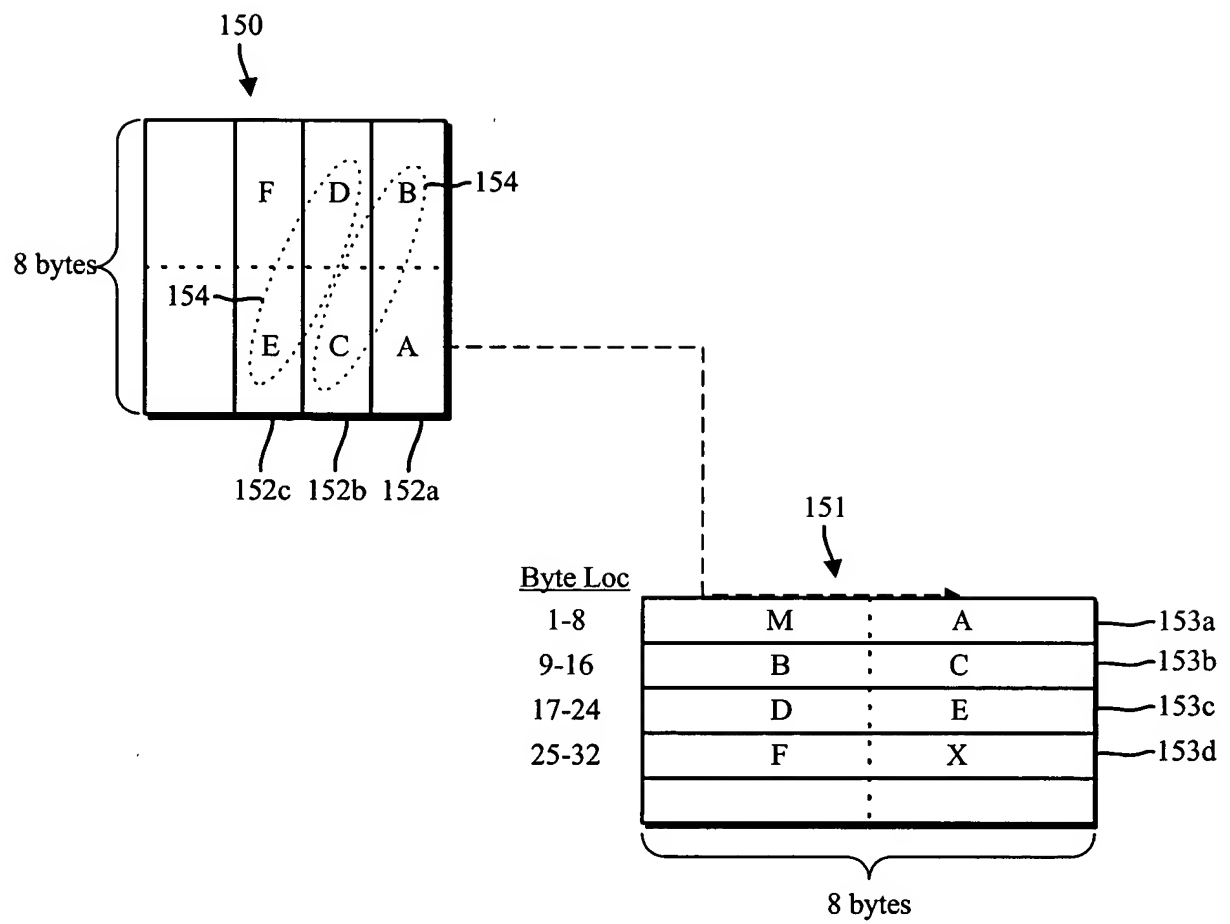 150
F D B 154
8 bytes
154
E C A
152c 152b 152a
151
Byte Loc
1-8 M A 153a
9-16 B C 153b
17-24 D E 153c
25-32 F X 153d
8 bytes